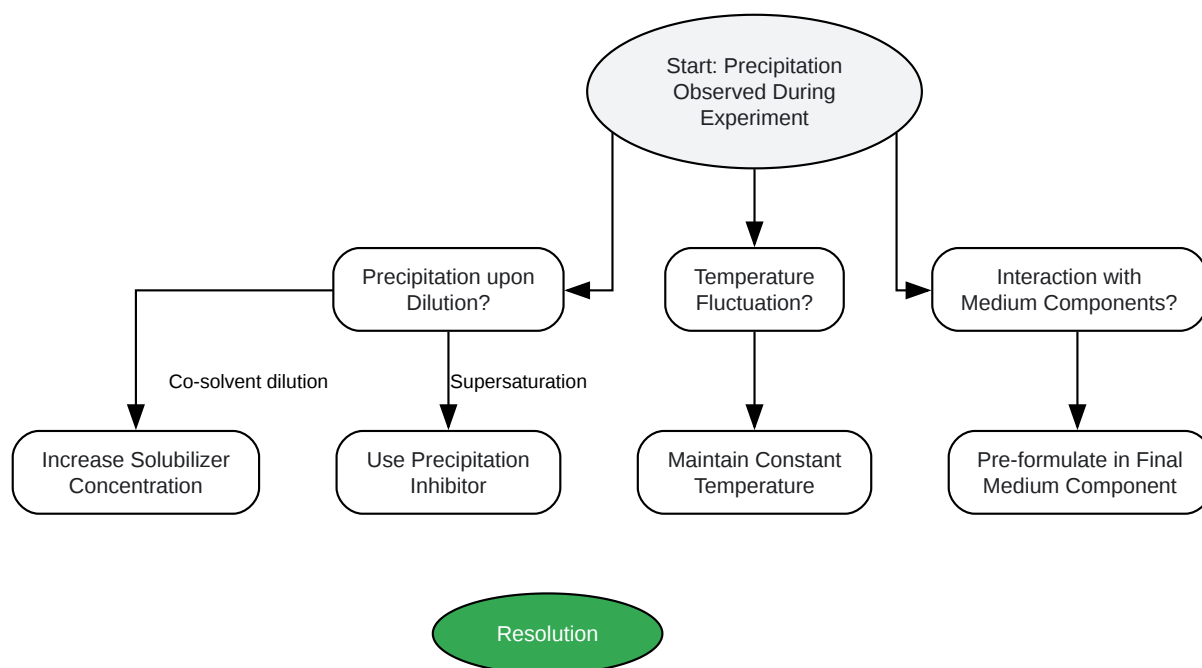 Start: Precipitation
Observed During
Experiment
Precipitation upon
Dilution?
Temperature
Fluctuation?
Interaction with
Medium Components?
Co-solvent dilution
Supersaturation
Increase Solubilizer
Concentration
Use Precipitation
Inhibitor
Maintain Constant
Temperature
Pre-formulate in Final
Medium Component
Resolution